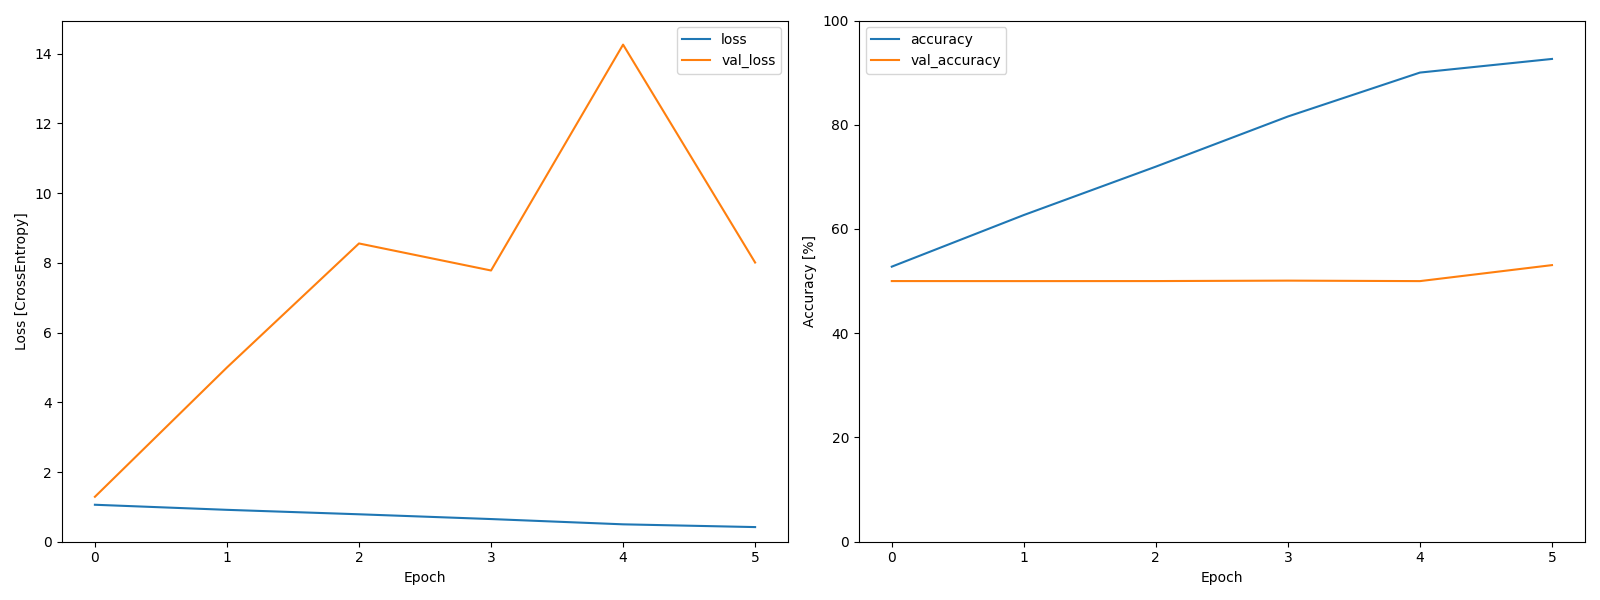 loss
val_loss
Loss [CrossEntropy]
14
12
10
8
6
4
2
0
0 1 2 3 4 5
Epoch
accuracy
val_accuracy
Accuracy [%]
100
80
60
40
20
0
0 1 2 3 4 5
Epoch